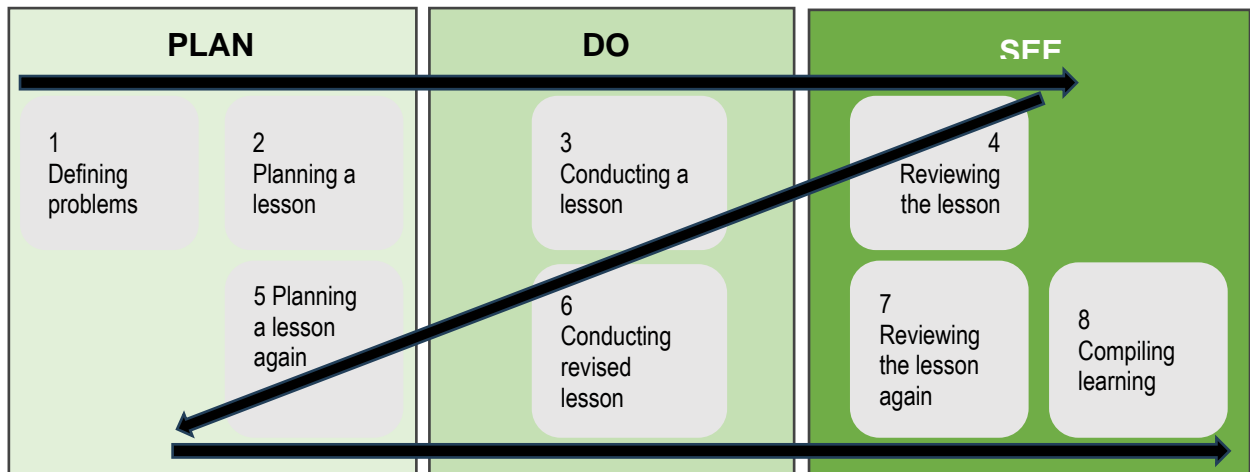 PLAN
DO
SEE
1
Defining
problems
2
Planning a
lesson
3
Conducting a
lesson
4
Reviewing
the lesson
5 Planning
a lesson
again
6
Conducting
revised
lesson
7
Reviewing
the lesson
again
8
Compiling
learning